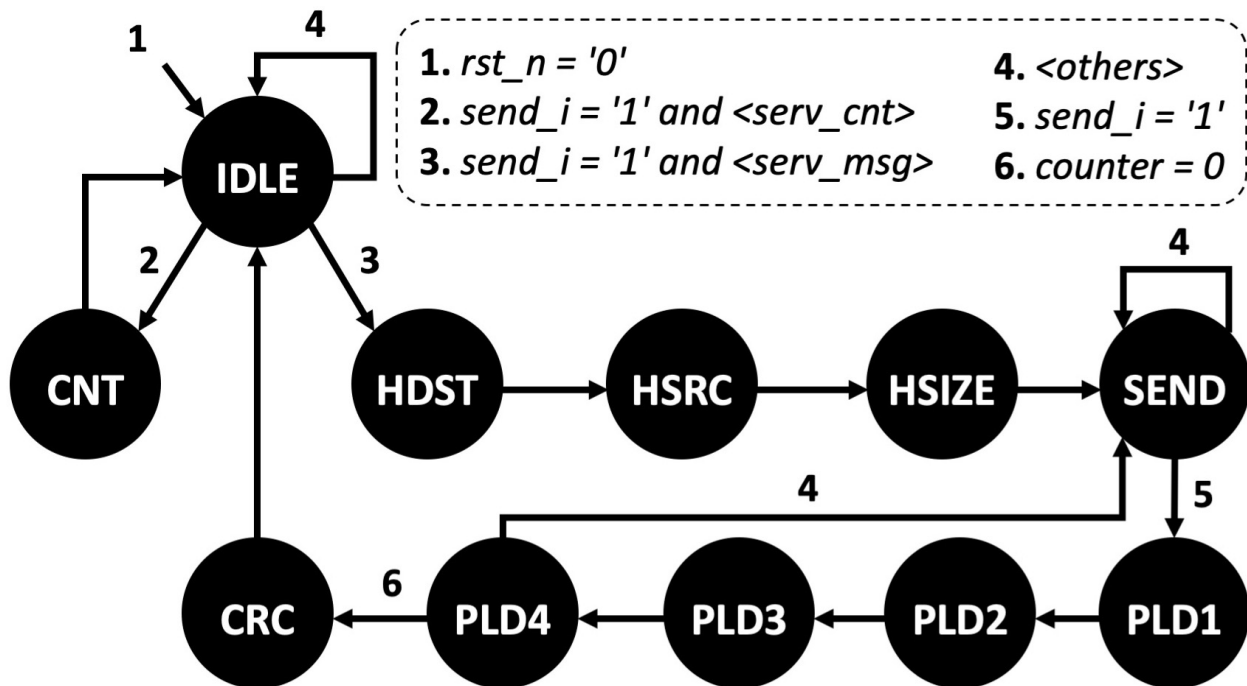 4
1
1. rst_n = '0'
4. <others>
2. send_i = '1' and <serv_cnt>
5. send_i = '1'
3. send_i = '1' and <serv_msg>
6. counter = 0
IDLE
2
3
4
CNT
HDST
HSRC
HSIZE
SEND
4
5
6
CRC
PLD4
PLD3
PLD2
PLD1